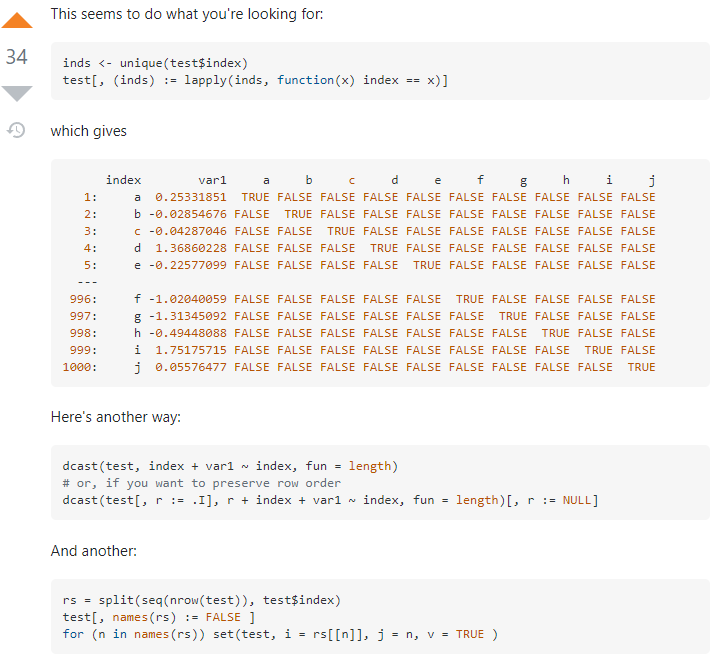 This seems to do what you're looking for:
34
inds <- unique(test$index)
test[, (inds) := lapply(inds, function(x) index == x)]
which gives
index var1 a b c d e f g h i j
1: a 0.25331851 TRUE FALSE FALSE FALSE FALSE FALSE FALSE FALSE FALSE FALSE
2: b -0.02854676 FALSE TRUE FALSE FALSE FALSE FALSE FALSE FALSE FALSE FALSE
3: c -0.04287046 FALSE FALSE TRUE FALSE FALSE FALSE FALSE FALSE FALSE FALSE
4: d 1.36860228 FALSE FALSE FALSE TRUE FALSE FALSE FALSE FALSE FALSE FALSE
5: e -0.22577099 FALSE FALSE FALSE FALSE TRUE FALSE FALSE FALSE FALSE FALSE
---
996: f -1.02040059 FALSE FALSE FALSE FALSE FALSE TRUE FALSE FALSE FALSE FALSE
997: g -1.31345092 FALSE FALSE FALSE FALSE FALSE FALSE TRUE FALSE FALSE FALSE
998: h -0.49448088 FALSE FALSE FALSE FALSE FALSE FALSE FALSE TRUE FALSE FALSE
999: i 1.75175715 FALSE FALSE FALSE FALSE FALSE FALSE FALSE FALSE TRUE FALSE
1000: j 0.05576477 FALSE FALSE FALSE FALSE FALSE FALSE FALSE FALSE FALSE TRUE
Here's another way:
dcast(test, index + var1 ~ index, fun = length)
# or, if you want to preserve row order
dcast(test[, r := .I], r + index + var1 ~ index, fun = length)[, r := NULL]
And another:
rs = split(seq(nrow(test)), test$index)
test[, names(rs) := FALSE ]
for (n in names(rs)) set(test, i = rs[[n]], j = n, v = TRUE )